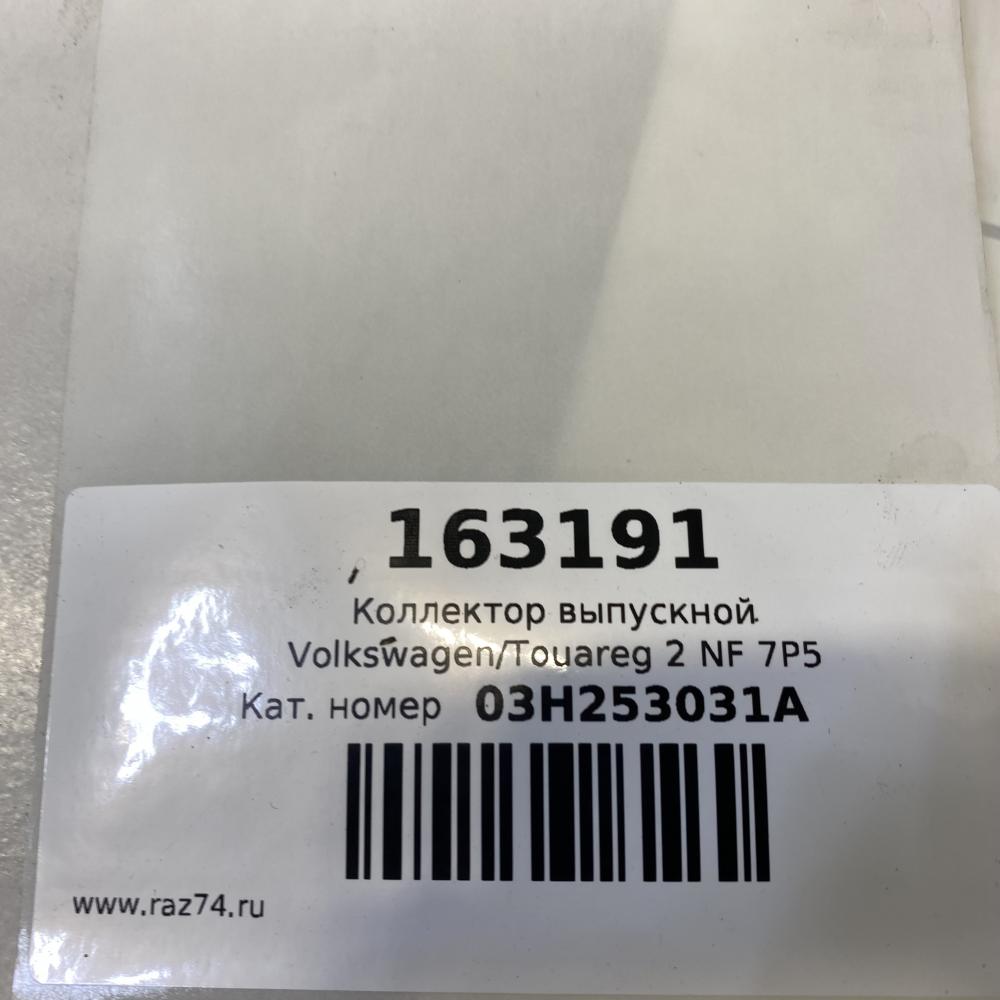 163191
Коллектор выпускной
Volkswagen/Touareg 2 NF 7P5
Кат. номер 03H253031A
www.raz74.ru